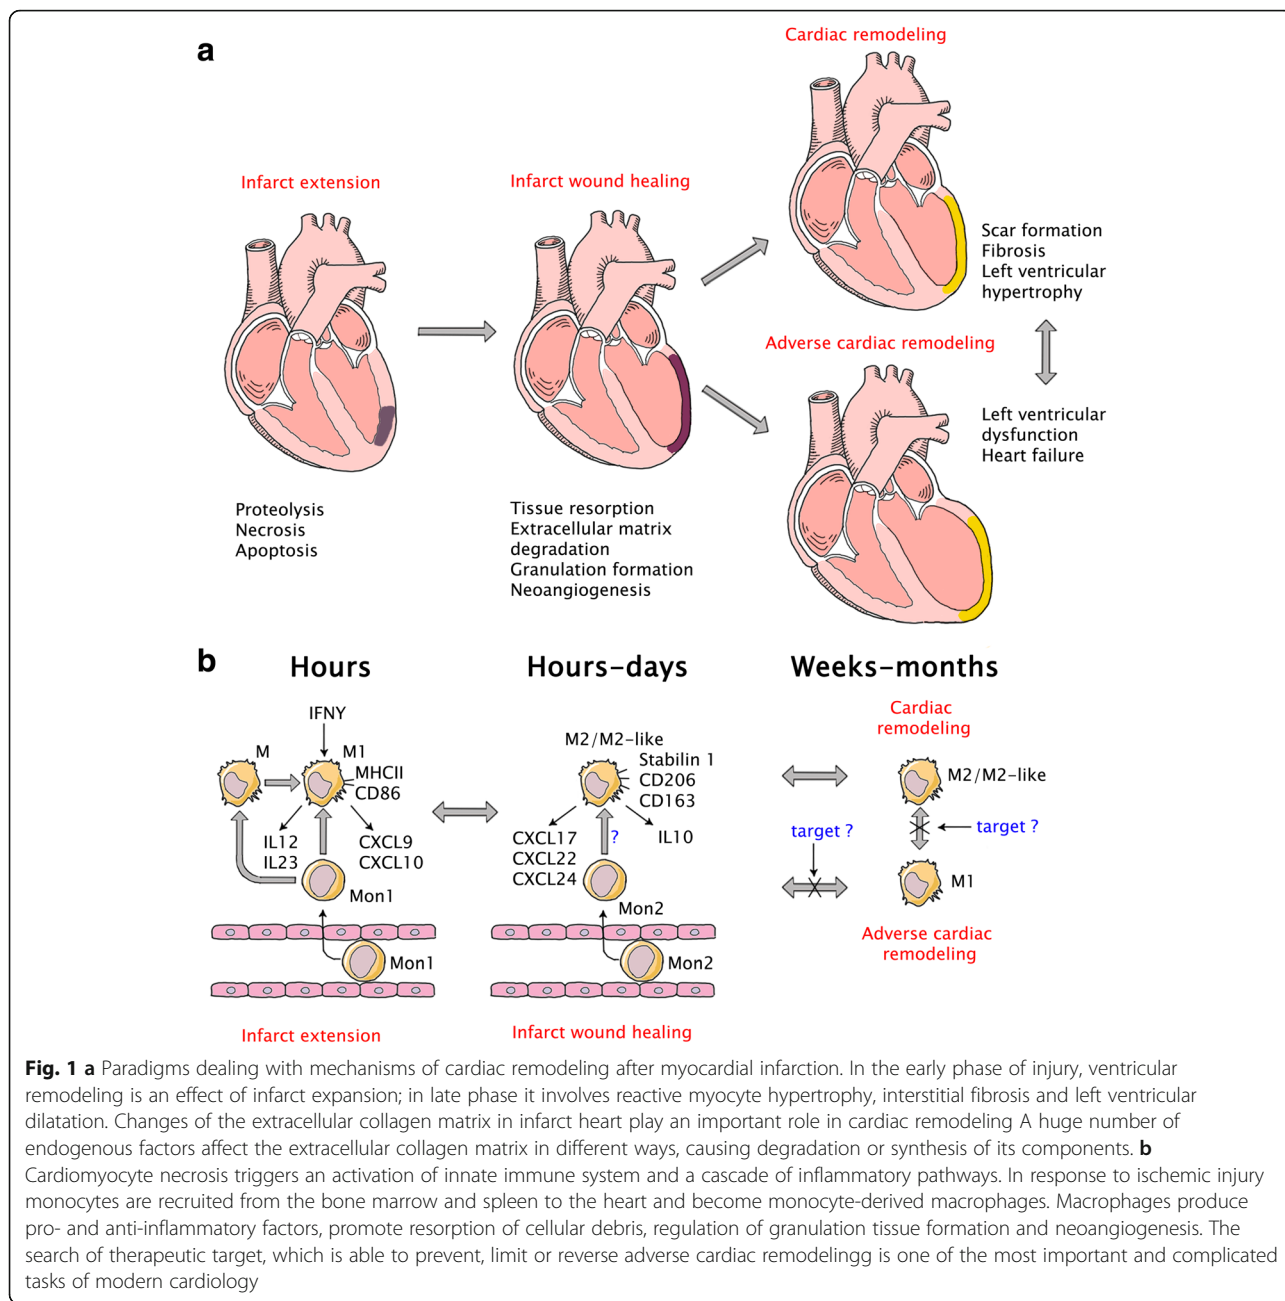 a
Cardiac remodeling
Infarct extension
Infarct wound healing
Scar formation
Fibrosis
Left ventricular
hypertrophy
Adverse cardiac remodeling
Left ventricular
dysfunction
Heart failure
Proteolysis
Necrosis
Apoptosis
Tissue resorption
Extracellular matrix
degradation
Granulation formation
Neoangiogenesis
b
Hours
Hours–days
Weeks–months
IFNY
M
M1
MHCII
CD86
IL12
IL23
CXCL9
CXCL10
Mon1
Mon1
Infarct extension
M2/M2-like
Stabilin 1
CD206
CD163
CXCL17
CXCL22
CXCL24
?
IL10
Mon2
Mon2
Infarct wound healing
Cardiac
remodeling
M2/M2-like
target ?
target ?
M1
Adverse cardiac
remodeling
Fig. 1 a Paradigms dealing with mechanisms of cardiac remodeling after myocardial infarction. In the early phase of injury, ventricular
remodeling is an effect of infarct expansion; in late phase it involves reactive myocyte hypertrophy, interstitial fibrosis and left ventricular
dilatation. Changes of the extracellular collagen matrix in infarct heart play an important role in cardiac remodeling A huge number of
endogenous factors affect the extracellular collagen matrix in different ways, causing degradation or synthesis of its components. b
Cardiomyocyte necrosis triggers an activation of innate immune system and a cascade of inflammatory pathways. In response to ischemic injury
monocytes are recruited from the bone marrow and spleen to the heart and become monocyte-derived macrophages. Macrophages produce
pro- and anti-inflammatory factors, promote resorption of cellular debris, regulation of granulation tissue formation and neoangiogenesis. The
search of therapeutic target, which is able to prevent, limit or reverse adverse cardiac remodelingg is one of the most important and complicated
tasks of modern cardiology